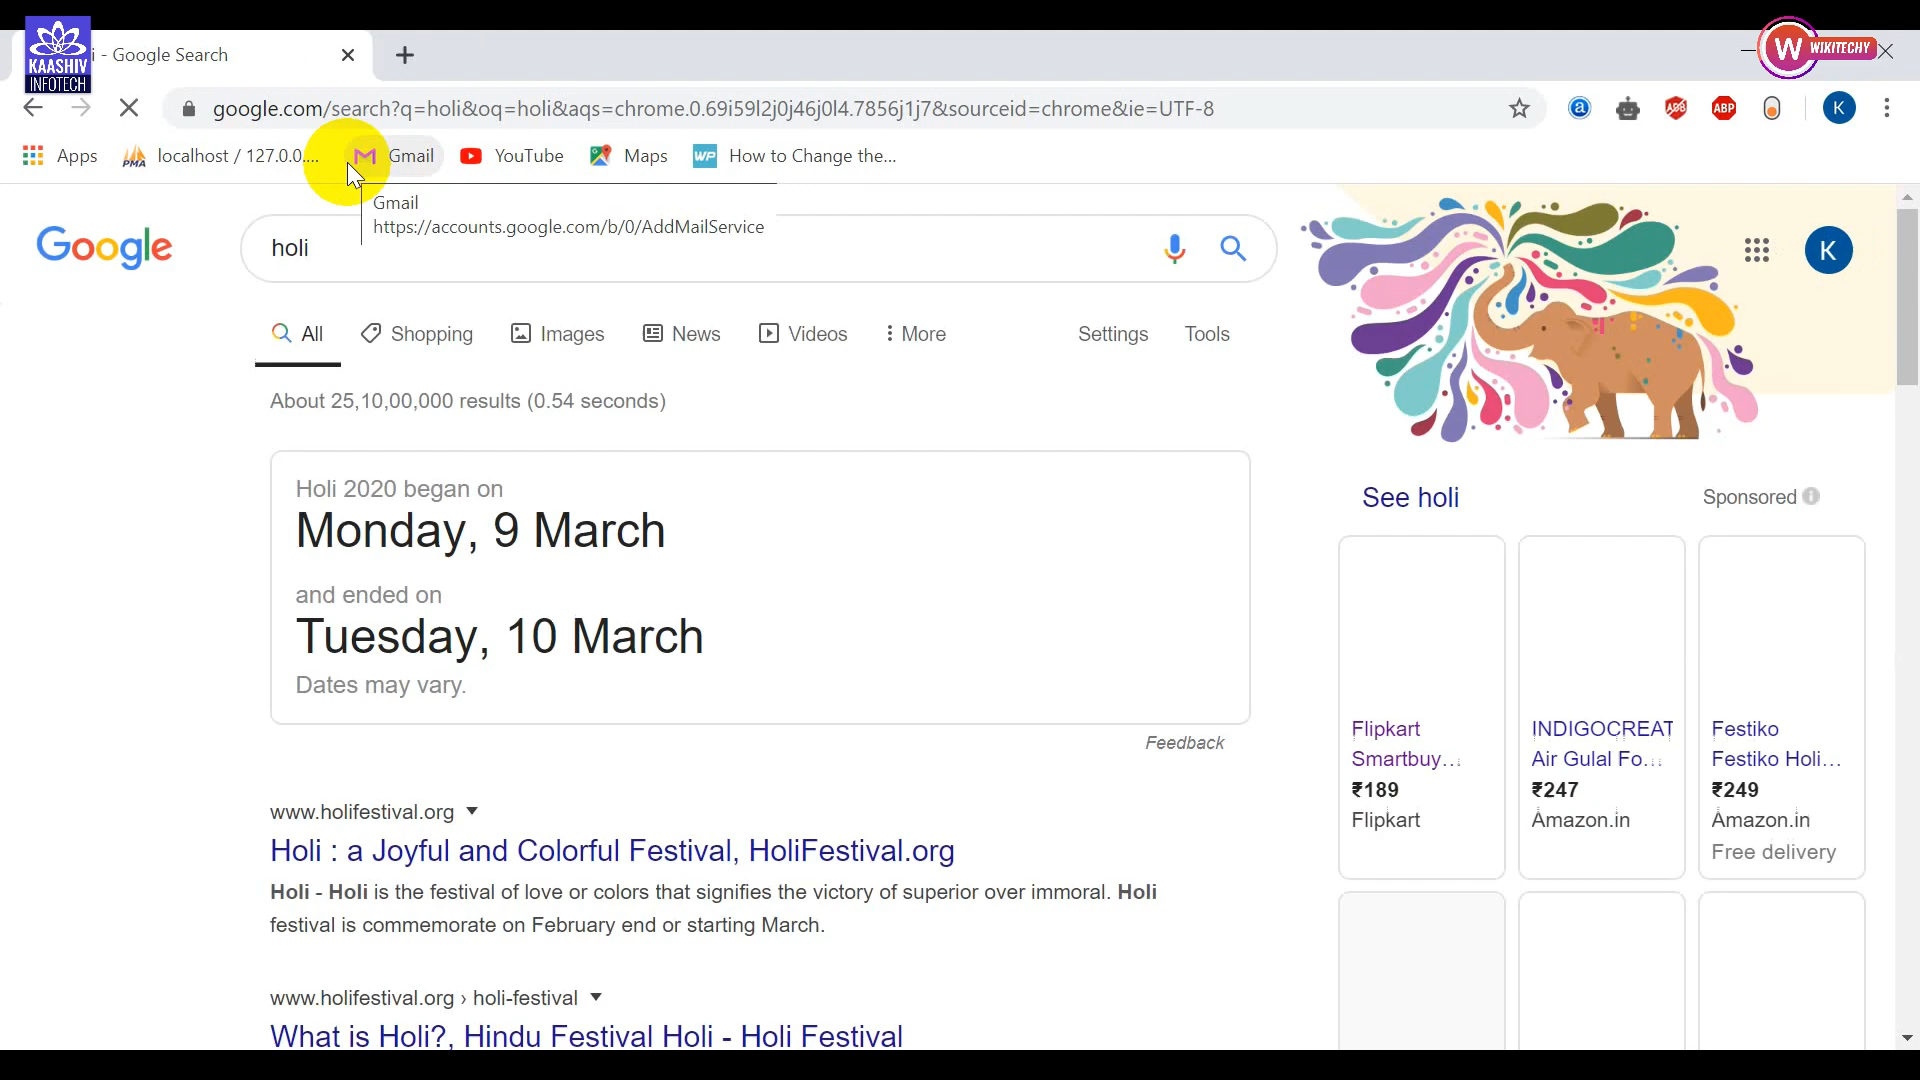 KAASHIV
INFOTECH
i - Google Search
W WIKITECHY
google.com/search?q=holi&oq=holi&aqs=chrome.0.69i59l2j0j46j0l4.7856j1j7&sourceid=chrome&ie=UTF-8
a
ABP
K
Apps
PMA
localhost / 127.0.0....
Gmail
YouTube
Maps
WP
How to Change the...
Gmail
https://accounts.google.com/b/0/AddMailService
Google
holi
K
All
Shopping
Images
News
Videos
More
Settings
Tools
About 25,10,00,000 results (0.54 seconds)
Holi 2020 began on
Monday, 9 March
and ended on
Tuesday, 10 March
Dates may vary.
Feedback
See holi
Sponsored
Flipkart
Smartbuy...
₹189
Flipkart
INDIGOCREAT
Air Gulal Fo...
₹247
Amazon.in
Festiko
Festiko Holi...
₹249
Amazon.in
Free delivery
www.holifestival.org
Holi : a Joyful and Colorful Festival, HoliFestival.org
Holi - Holi is the festival of love or colors that signifies the victory of superior over immoral. Holi
festival is commemorate on February end or starting March.
www.holifestival.org › holi-festival
What is Holi?, Hindu Festival Holi - Holi Festival